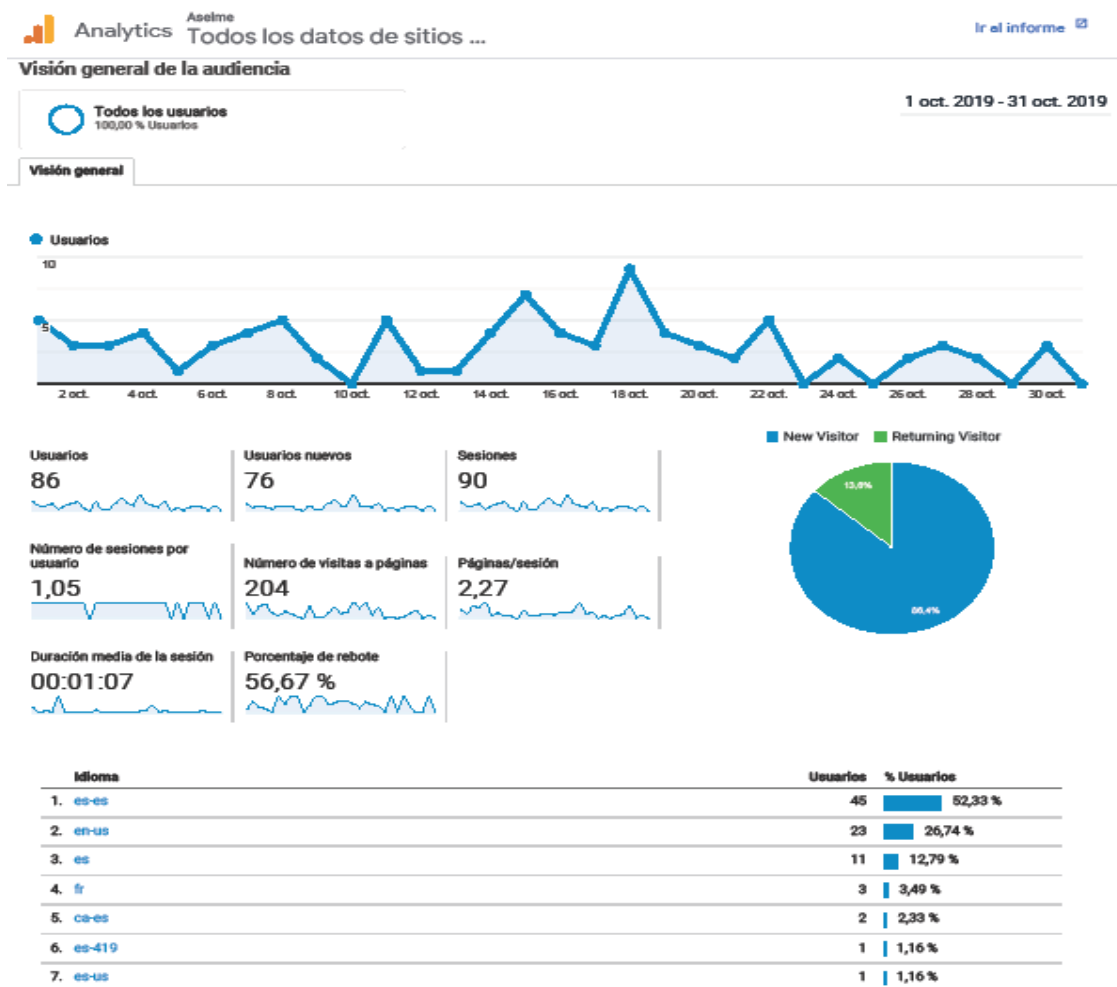 Analytics
Aselme
Todos los datos de sitios ...
Ir al informe
Visión general de la audiencia
Todos los usuarios
100,00 % Usuarios
1 oct. 2019 - 31 oct. 2019
Visión general
Usuarios
10
5
2 oct. 4 oct. 6 oct. 8 oct. 10 oct. 12 oct. 14 oct. 16 oct. 18 oct. 20 oct. 22 oct. 24 oct. 26 oct. 28 oct. 30 oct.
New Visitor Returning Visitor
13,6%
86,4%
Usuarios
86
Usuarios nuevos
76
Sesiones
90
Número de sesiones por
usuario
1,05
Número de visitas a páginas
204
Páginas/sesión
2,27
Duración media de la sesión
00:01:07
Porcentaje de rebote
56,67 %
Idioma Usuarios % Usuarios
1. es-es 45 52,33 %
2. en-us 23 26,74 %
3. es 11 12,79 %
4. fr 3 3,49 %
5. ca-es 2 2,33 %
6. es-419 1 1,16 %
7. es-us 1 1,16 %